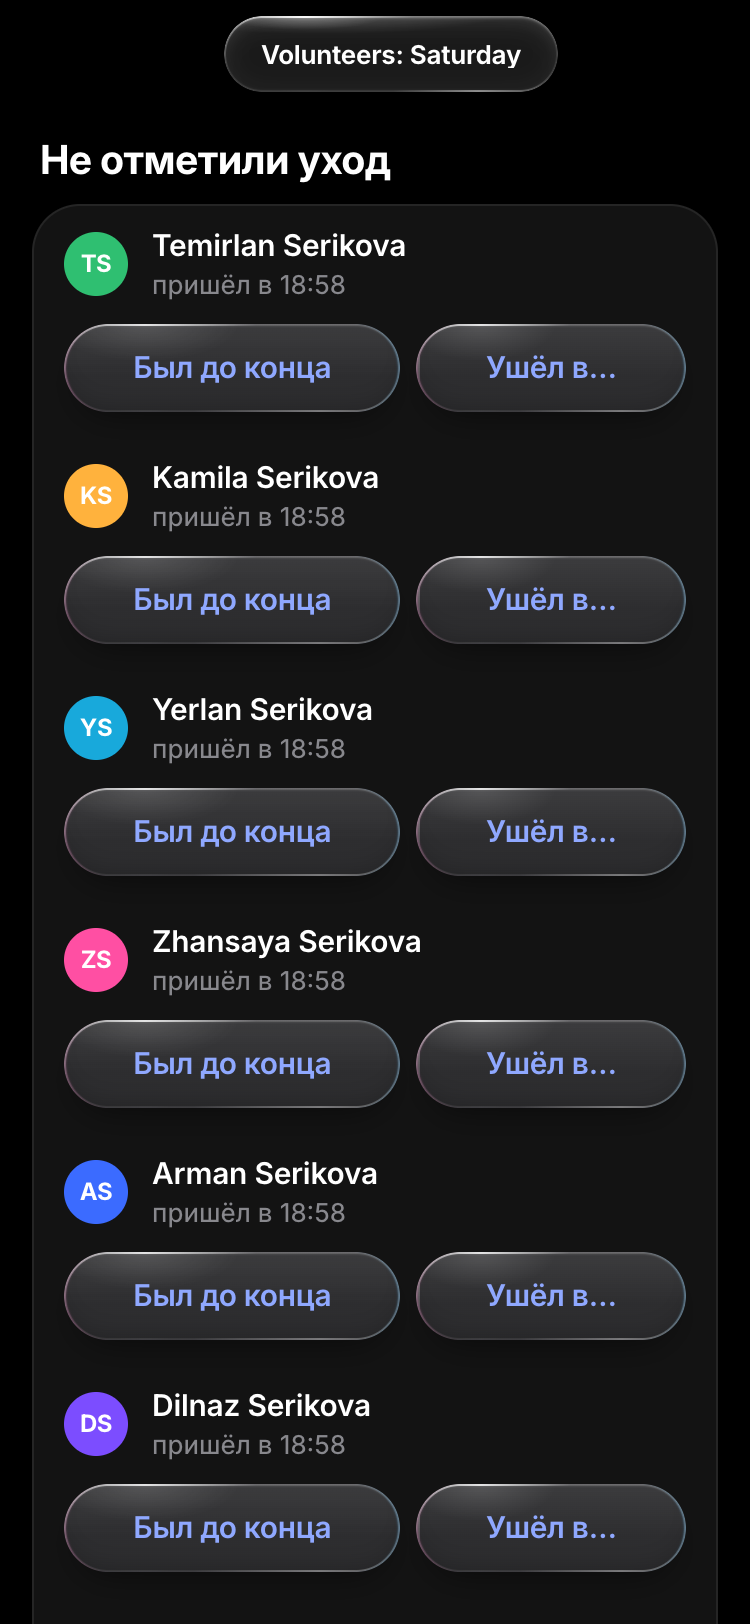 Volunteers: Saturday
Не отметили уход
TS
Temirlan Serikova
пришёл в 18:58
Был до конца
Ушёл в...
KS
Kamila Serikova
пришёл в 18:58
Был до конца
Ушёл в...
YS
Yerlan Serikova
пришёл в 18:58
Был до конца
Ушёл в...
ZS
Zhansaya Serikova
пришёл в 18:58
Был до конца
Ушёл в...
AS
Arman Serikova
пришёл в 18:58
Был до конца
Ушёл в...
DS
Dilnaz Serikova
пришёл в 18:58
Был до конца
Ушёл в...